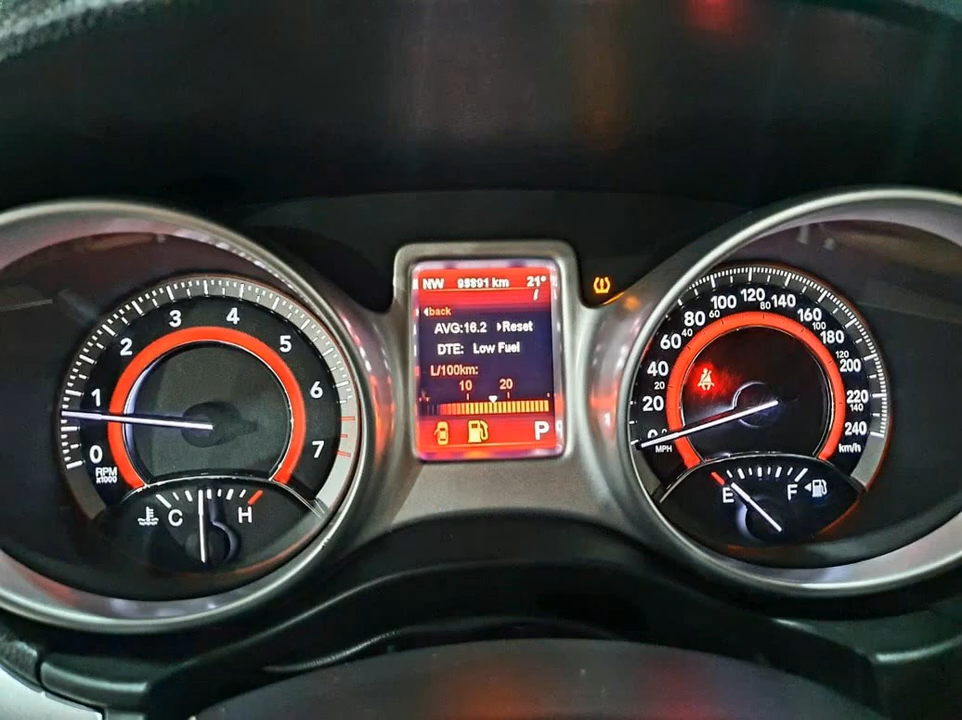 NW 98891 km 21°
back
AVG:16.2 Reset
DTE: Low Fuel
L/100km:
10 20
P
0 1 2 3 4 5 6 7
RPM
x1000
C H
0 20 40 60 80 100 120 140 160 180 200 220 240
20 40 60 80 100 120 140
MPH
km/h
E F